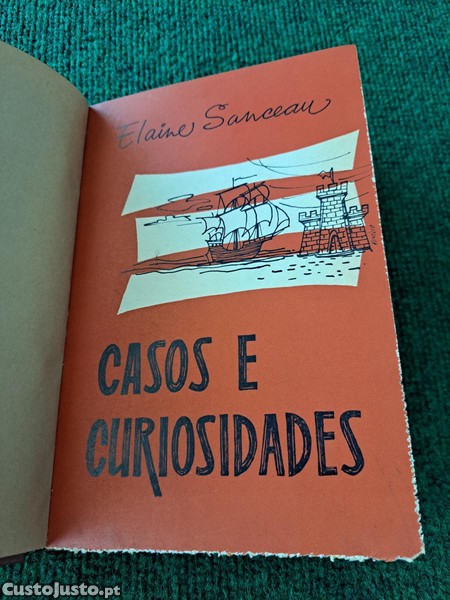 Elaine Sanceau
CASOS E
CURIOSIDADES
CustoJusto.pt